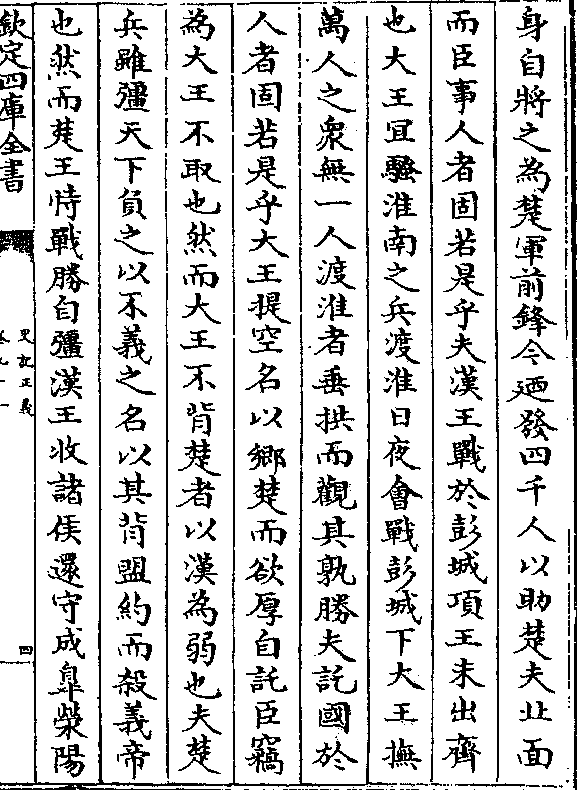 身自將之為楚軍前鋒今廼發四千人以助楚夫北面
而臣事人者固若是乎夫漢王戰於彭城項王未出齊
也大王宜騷淮南之兵渡淮日夜會戰彭城下大王撫
萬人之衆無一人渡淮者垂拱而觀其孰勝夫託國於
人者固若是乎大王提空名以鄉楚而欲厚自託臣竊
為大王不取也然而大王不背楚者以漢為弱也夫楚
兵雖彊天下負之以不義之名以其背盟約而殺義帝
也然而楚王恃戰勝自彊漢王收諸侯還守成臯滎陽
欽定四庫全書
史記正義
卷九十一
四